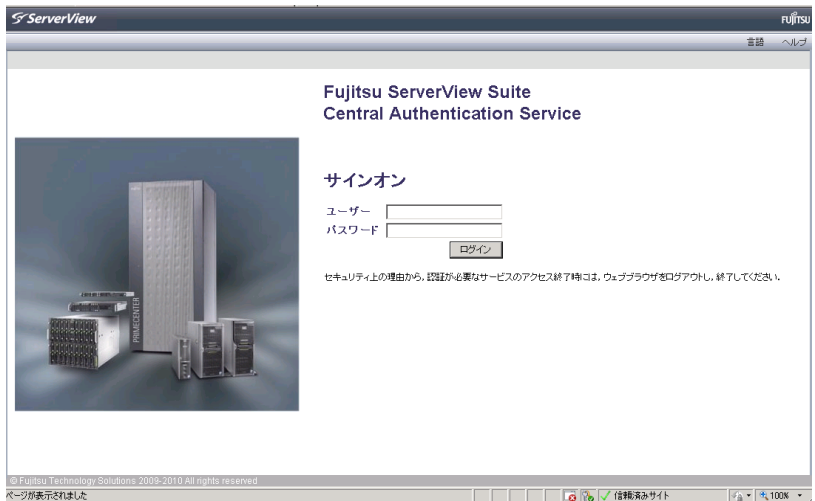 ServerView
FUJITSU
言語 ヘルプ
Fujitsu ServerView Suite
Central Authentication Service
サインオン
ユーザー
パスワード
ログイン
セキュリティ上の理由から, 認証が必要なサービスのアクセス終了時には, ウェブブラウザをログアウトし, 終了してください.
PRIMECENTER
© Fujitsu Technology Solutions 2009-2010 All rights reserved
ページが表示されました
信頼済みサイト
100%